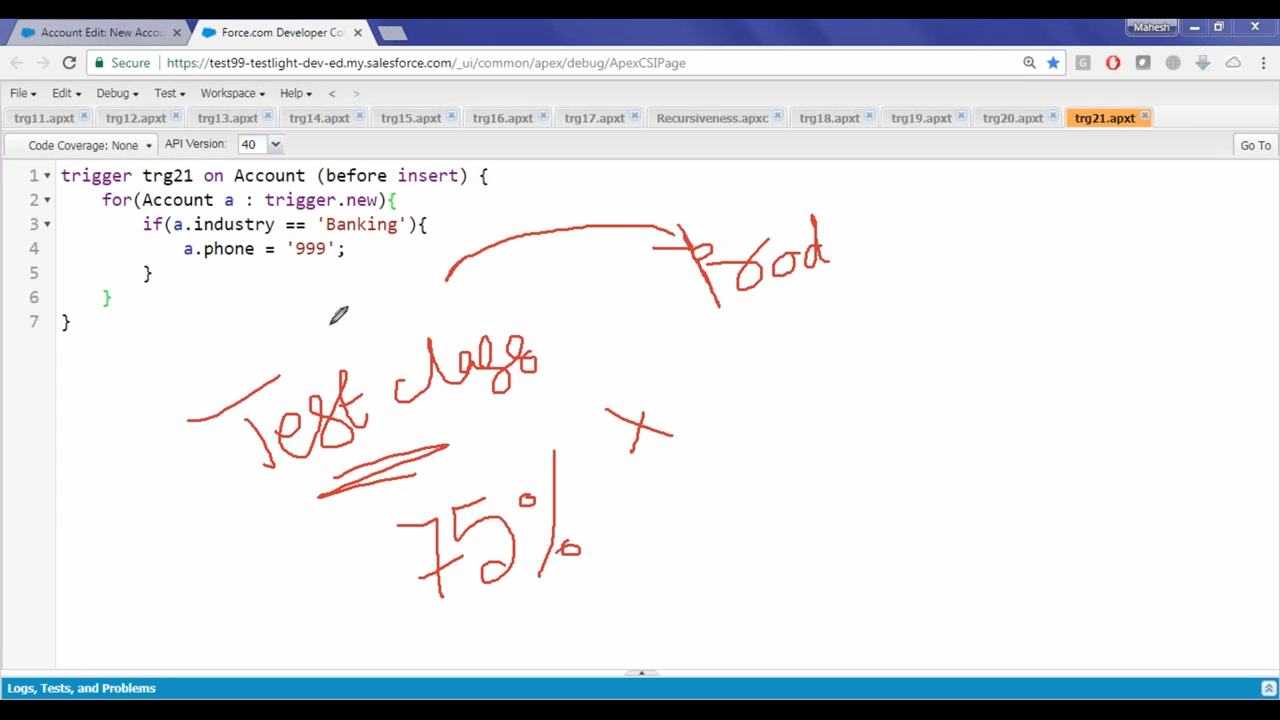 Account Edit: New Accou
Force.com Developer Co
Mahesh
Secure
https://test99-testlight-dev-ed.my.salesforce.com/_ui/common/apex/debug/ApexCSIPage
File Edit Debug Test Workspace Help < >
trg11.apxt trg12.apxt trg13.apxt trg14.apxt trg15.apxt trg16.apxt trg17.apxt Recursiveness.apxc trg18.apxt trg19.apxt trg20.apxt trg21.apxt
Code Coverage: None API Version: 40 Go To
1 trigger trg21 on Account (before insert) {
2 for(Account a : trigger.new){
3 if(a.industry == 'Banking'){
4 a.phone = '999';
5 }
6 }
7 }
Prod
Test class
75%
Logs, Tests, and Problems